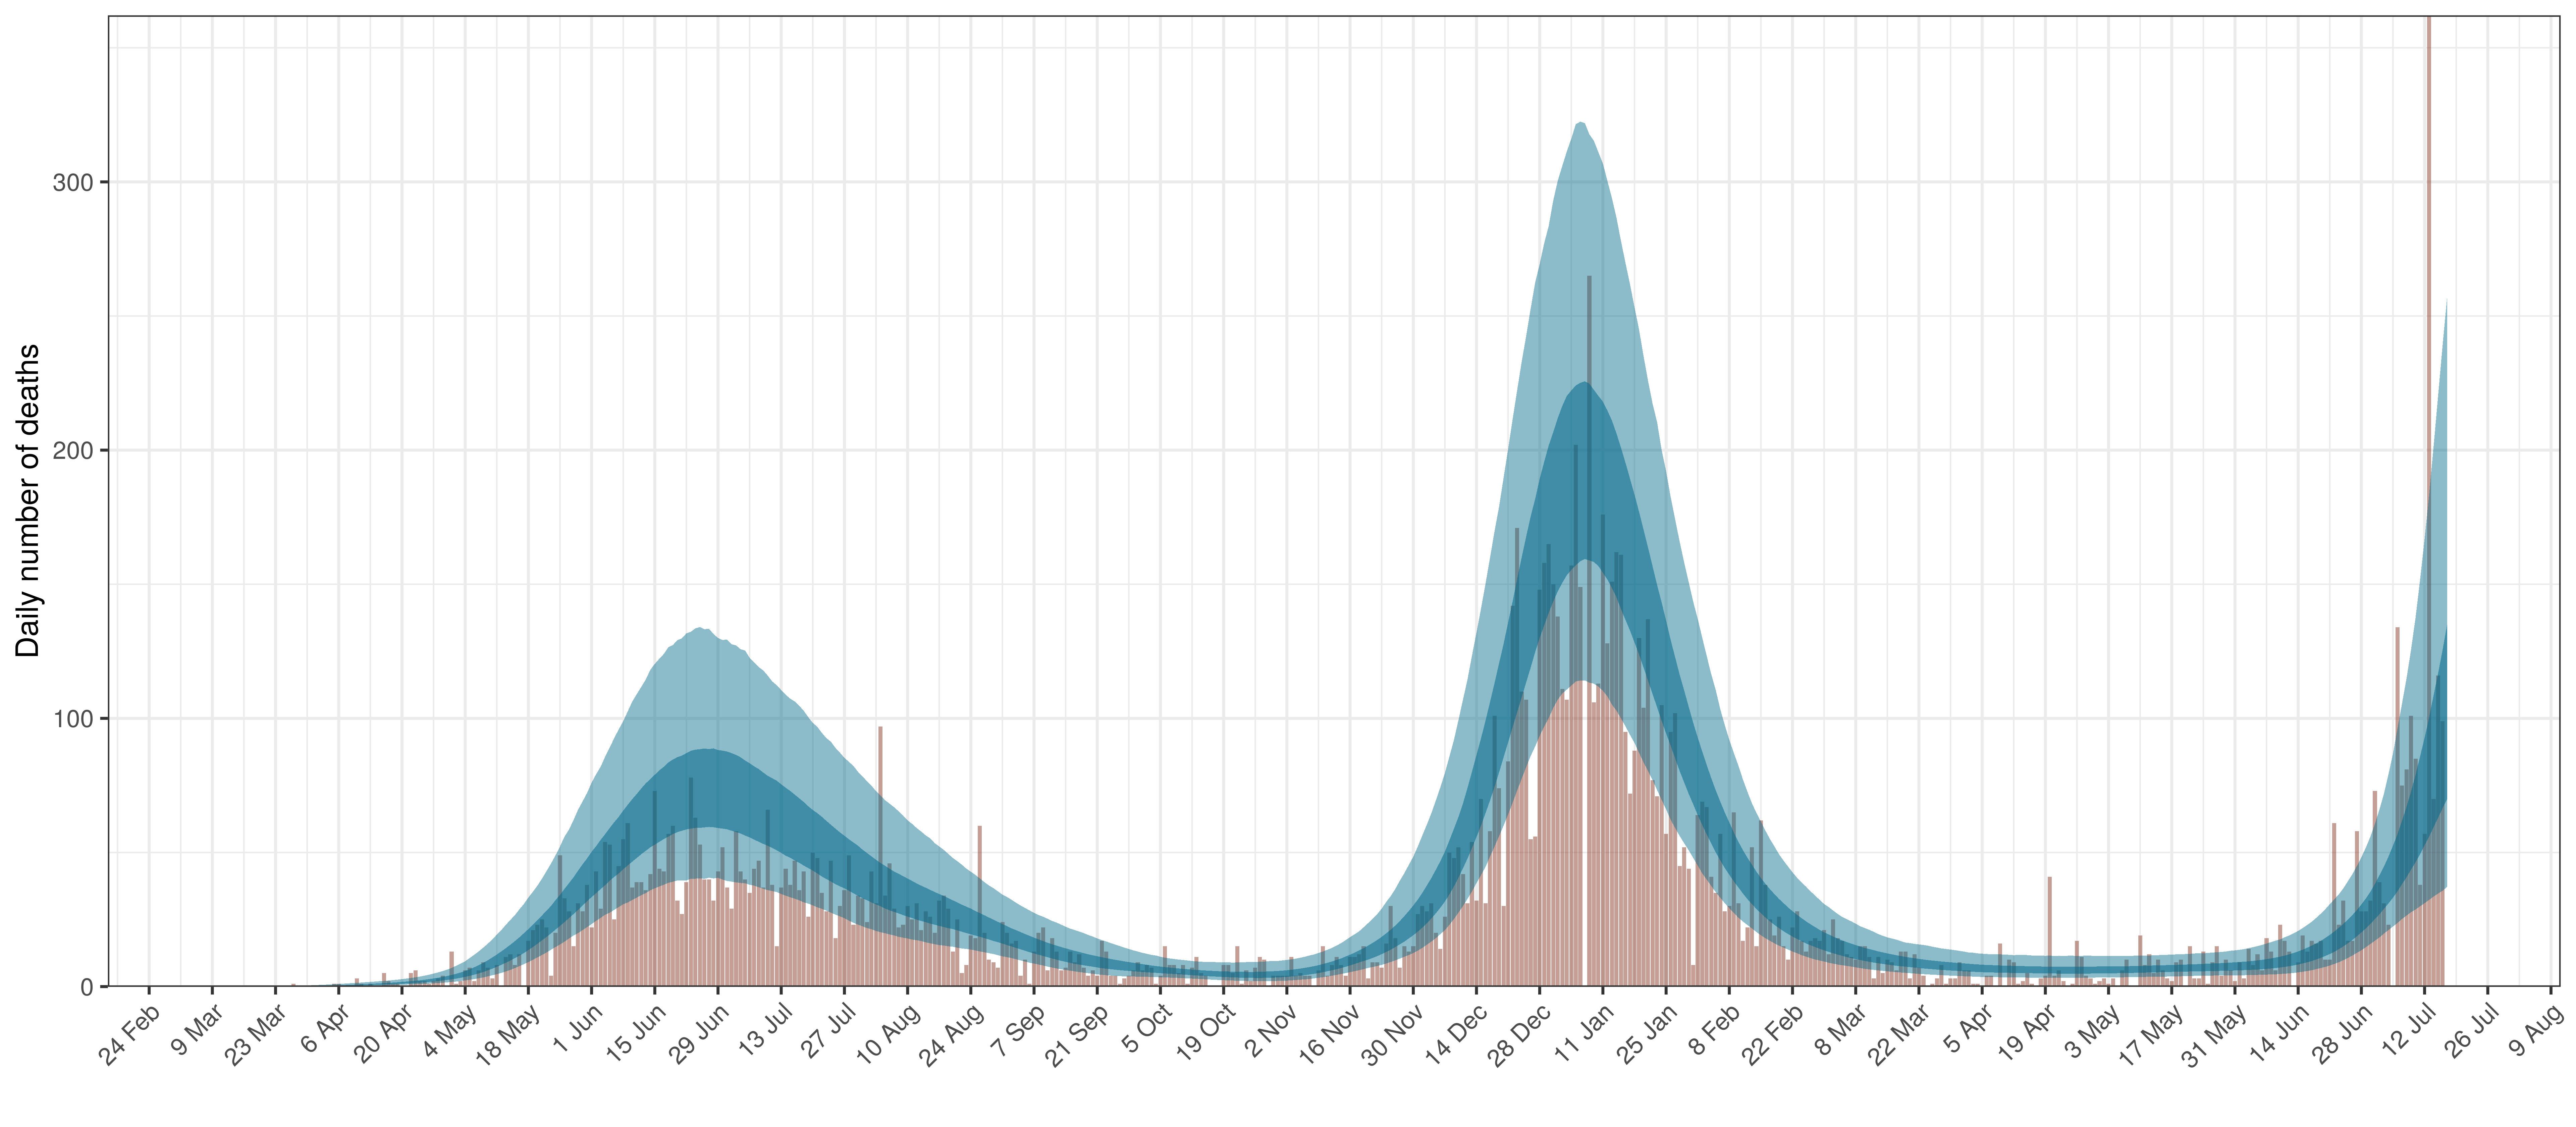 Daily number of deaths
300
200
100
0
24 Feb
9 Mar
23 Mar
6 Apr
20 Apr
4 May
18 May
1 Jun
15 Jun
29 Jun
13 Jul
27 Jul
10 Aug
24 Aug
7 Sep
21 Sep
5 Oct
19 Oct
2 Nov
16 Nov
30 Nov
14 Dec
28 Dec
11 Jan
25 Jan
8 Feb
22 Feb
8 Mar
22 Mar
5 Apr
19 Apr
3 May
17 May
31 May
14 Jun
28 Jun
12 Jul
26 Jul
9 Aug